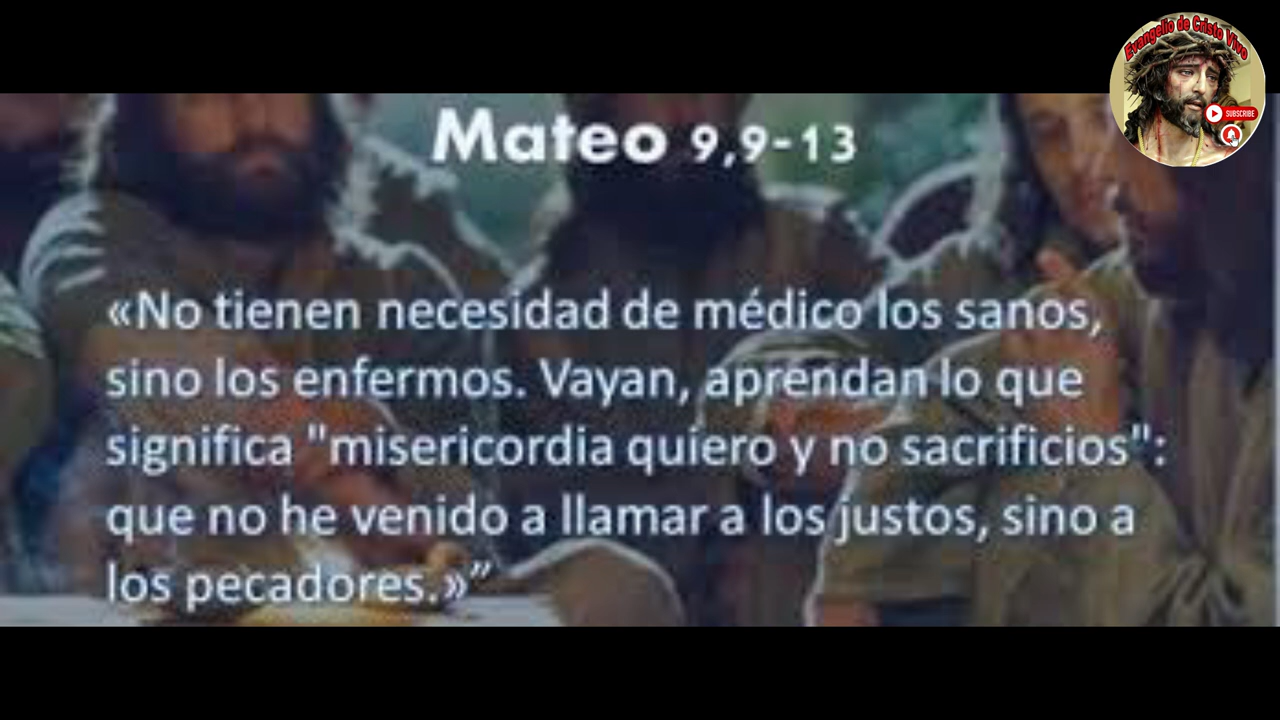 Evangelio de Cristo Vivo
SUBSCRIBE
Mateo 9,9-13
«No tienen necesidad de médico los sanos,
sino los enfermos. Vayan, aprendan lo que
significa "misericordia quiero y no sacrificios":
que no he venido a llamar a los justos, sino a
los pecadores.»”